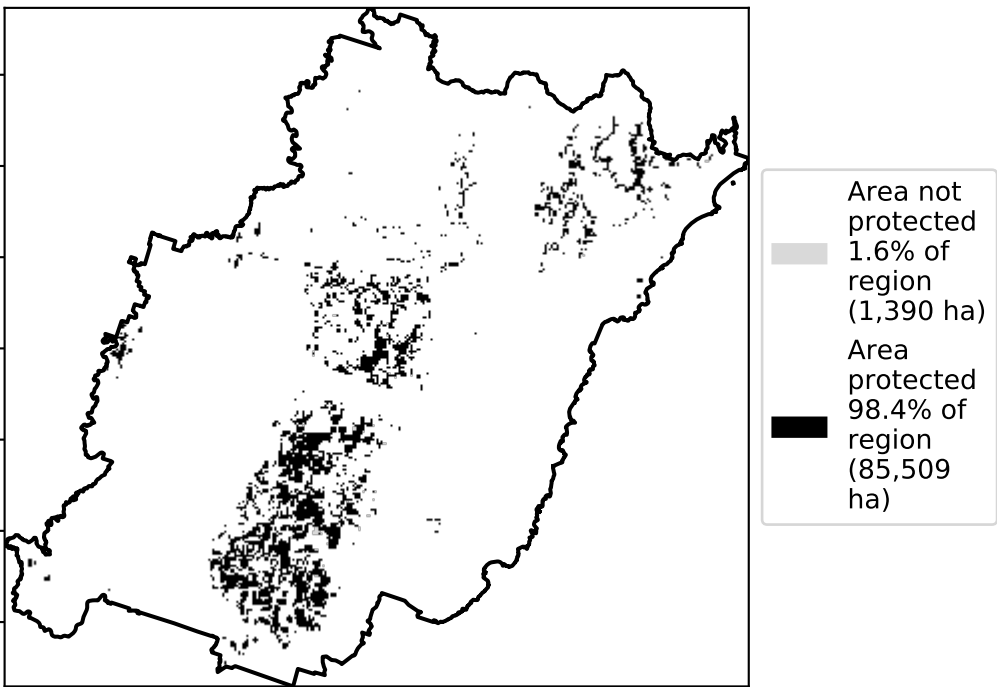 Area not
protected
1.6% of
region
(1,390 ha)
Area
protected
98.4% of
region
(85,509
ha)